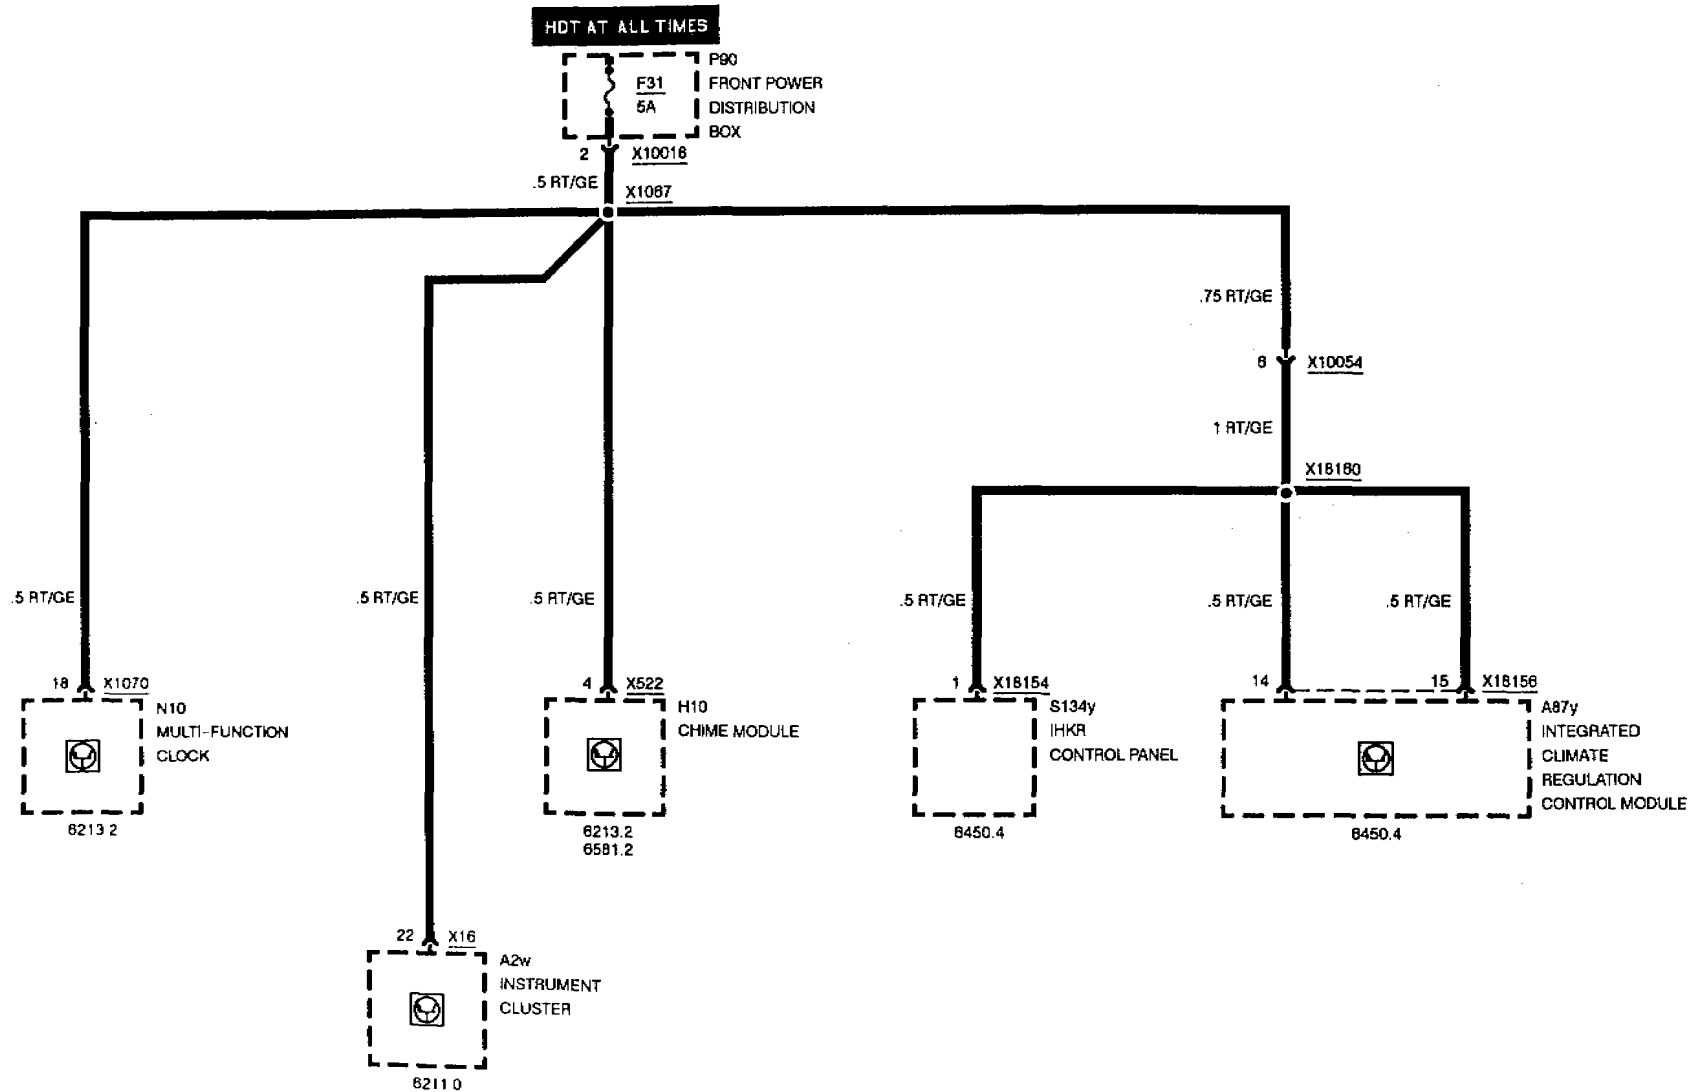 HOT AT ALL TIMES
P90
FRONT POWER
DISTRIBUTION
BOX
F31
5A
2 X10018
.5 RT/GE
X1087
.75 RT/GE
8 X10054
1 RT/GE
X18180
.5 RT/GE
.5 RT/GE
.5 RT/GE
.5 RT/GE
.5 RT/GE
.5 RT/GE
18 X1070
N10
MULTI-FUNCTION
CLOCK
6213.2
4 X522
H10
CHIME MODULE
6213.2
6581.2
1 X18154
S134y
IHKR
CONTROL PANEL
6450.4
14
15 X18156
A87y
INTEGRATED
CLIMATE
REGULATION
CONTROL MODULE
6450.4
22 X16
A2w
INSTRUMENT
CLUSTER
6211.0